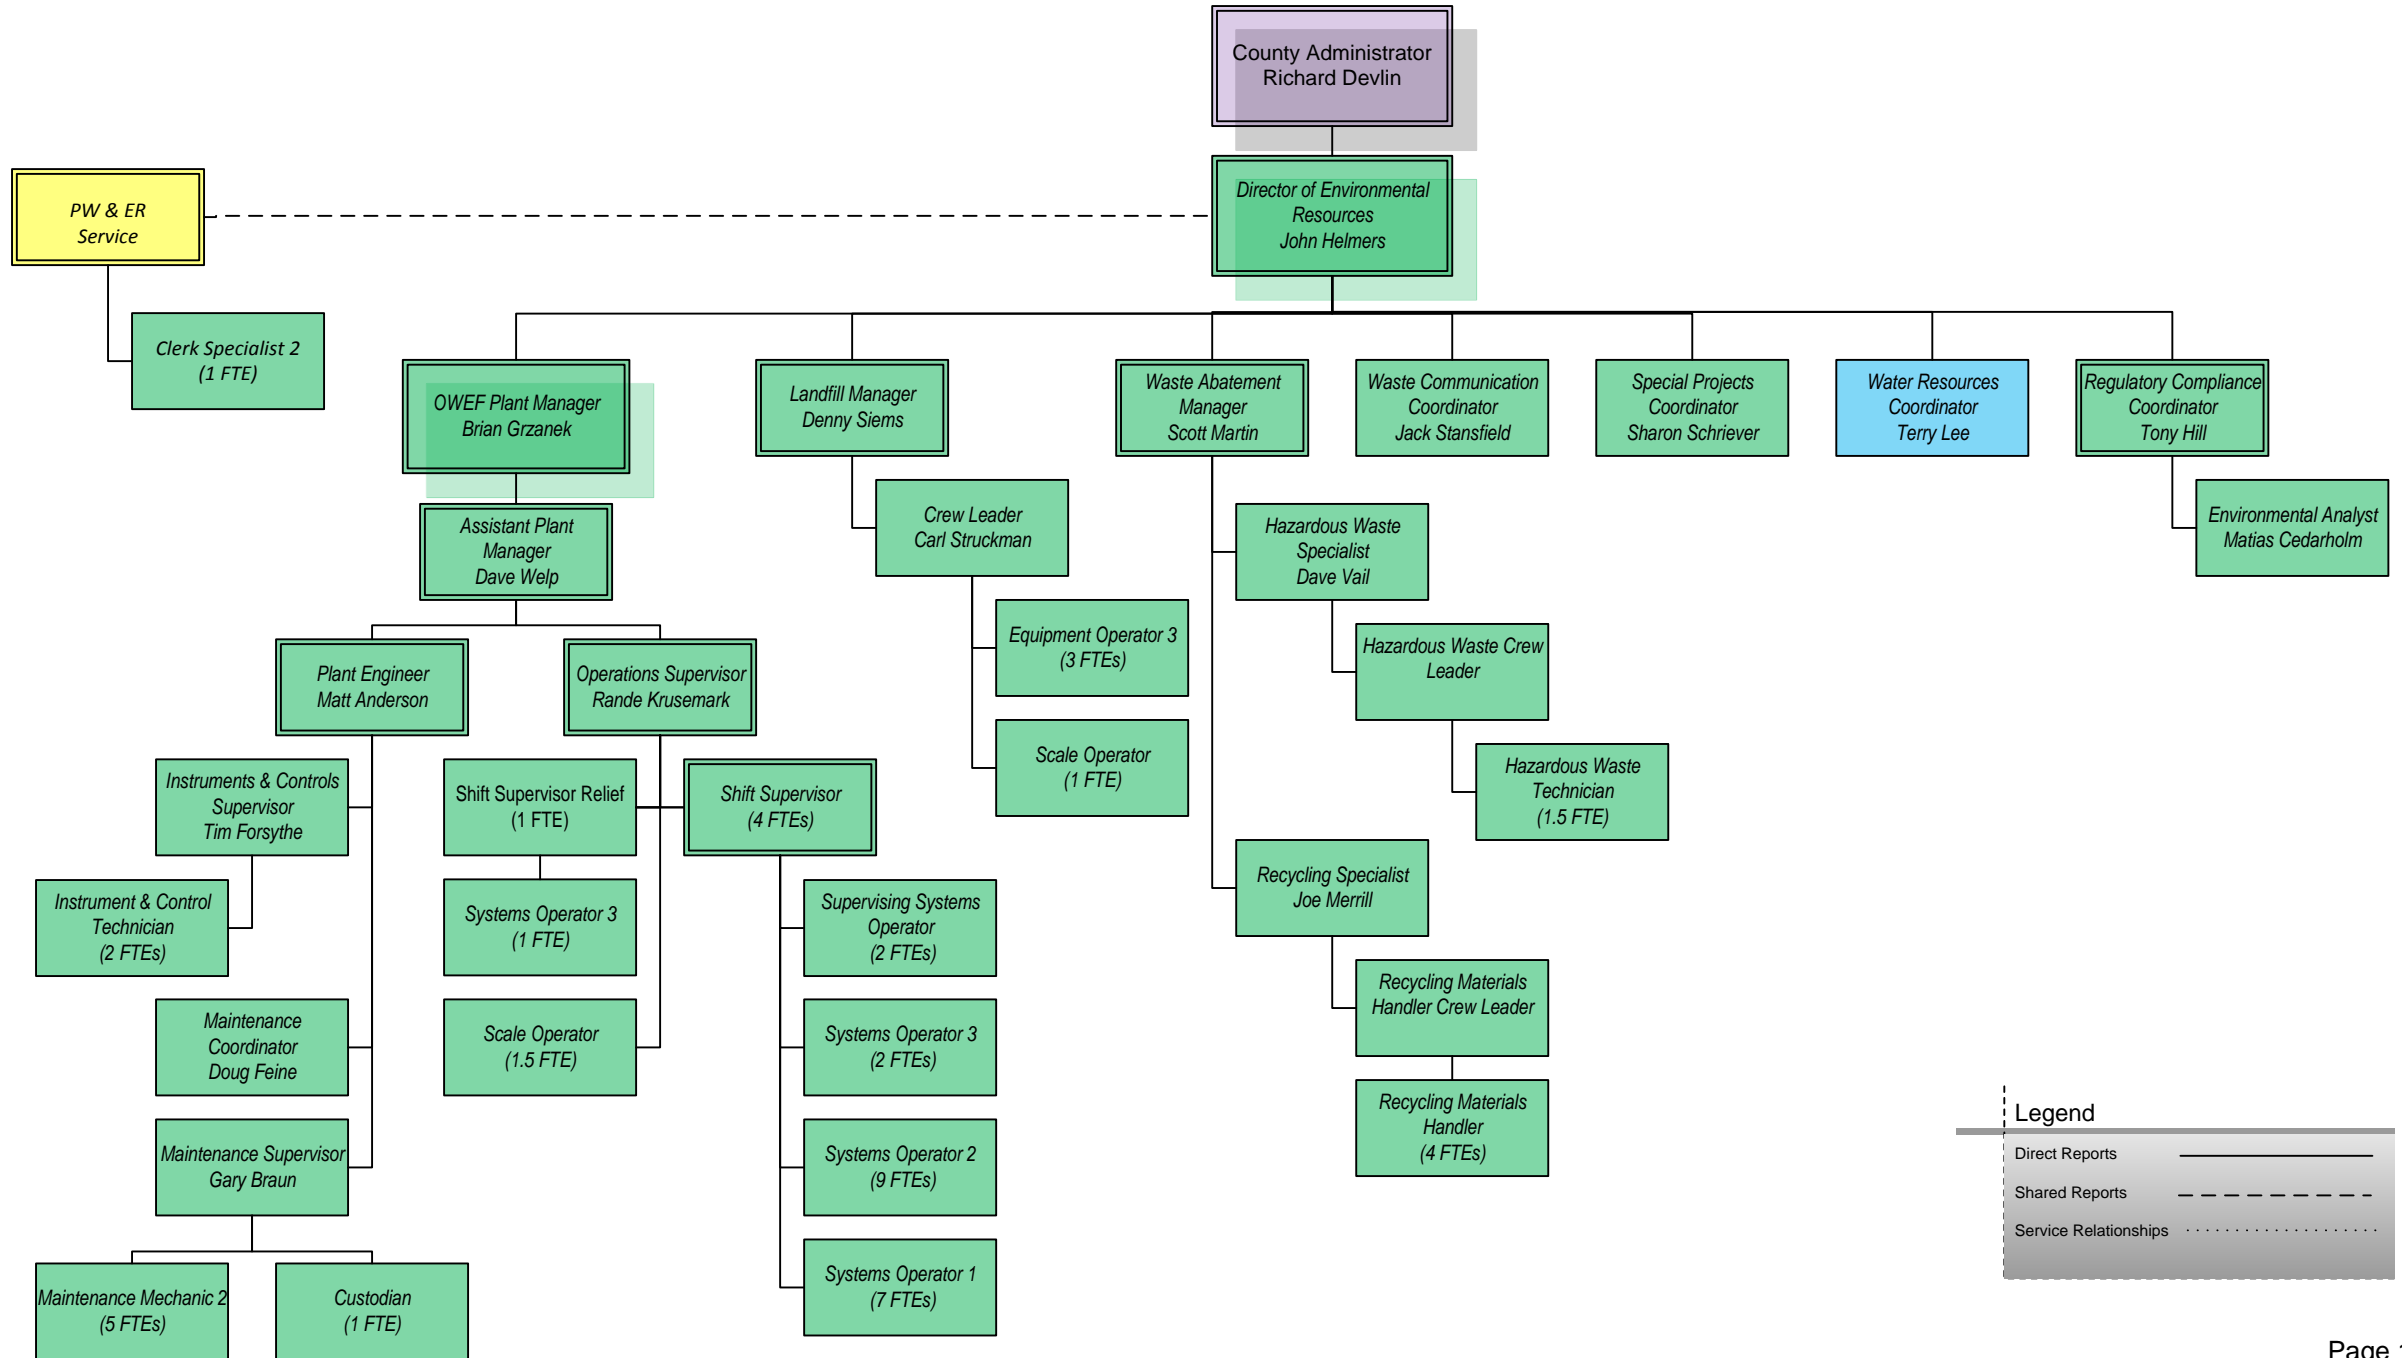 County Administrator
Richard Devlin
Director of Environmental
Resources
John Helmers
PW & ER
Service
Clerk Specialist 2
(1 FTE)
OWEF Plant Manager
Brian Grzanek
Landfill Manager
Denny Siems
Waste Abatement
Manager
Scott Martin
Waste Communication
Coordinator
Jack Stansfield
Special Projects
Coordinator
Sharon Schriever
Water Resources
Coordinator
Terry Lee
Regulatory Compliance
Coordinator
Tony Hill
Assistant Plant
Manager
Dave Welp
Crew Leader
Carl Struckman
Hazardous Waste
Specialist
Dave Vail
Environmental Analyst
Matias Cedarholm
Plant Engineer
Matt Anderson
Operations Supervisor
Rande Krusemark
Equipment Operator 3
(3 FTEs)
Hazardous Waste Crew
Leader
Instruments & Controls
Supervisor
Tim Forsythe
Shift Supervisor Relief
(1 FTE)
Shift Supervisor
(4 FTEs)
Scale Operator
(1 FTE)
Hazardous Waste
Technician
(1.5 FTE)
Instrument & Control
Technician
(2 FTEs)
Systems Operator 3
(1 FTE)
Supervising Systems
Operator
(2 FTEs)
Recycling Specialist
Joe Merrill
Maintenance
Coordinator
Doug Feine
Scale Operator
(1.5 FTE)
Systems Operator 3
(2 FTEs)
Recycling Materials
Handler Crew Leader
Maintenance Supervisor
Gary Braun
Systems Operator 2
(9 FTEs)
Recycling Materials
Handler
(4 FTEs)
Maintenance Mechanic 2
(5 FTEs)
Custodian
(1 FTE)
Systems Operator 1
(7 FTEs)
Legend
Direct Reports
Shared Reports
Service Relationships
Page